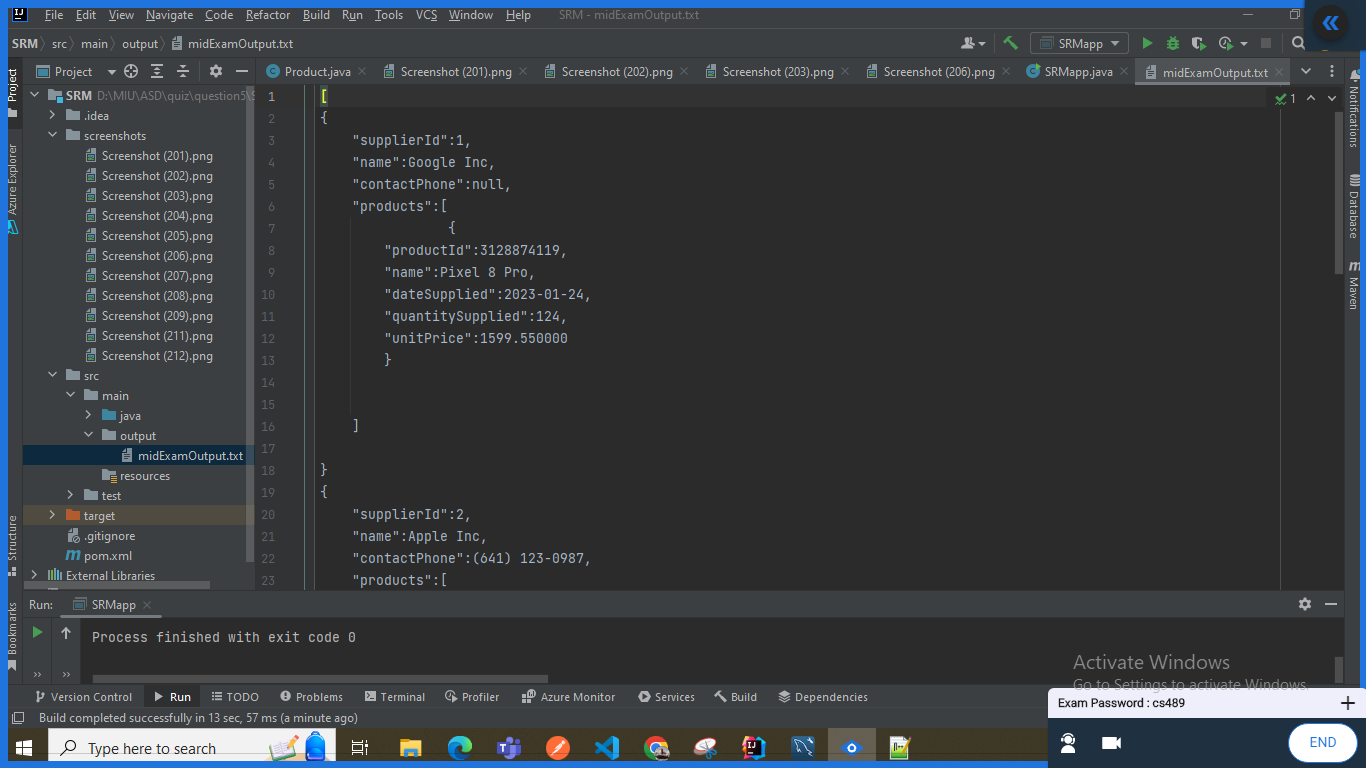 File Edit View Navigate Code Refactor Build Run Tools VCS Window Help SRM - midExamOutput.txt
SRM src main output midExamOutput.txt SRMapp
Project Product.java Screenshot (201).png Screenshot (202).png Screenshot (203).png Screenshot (206).png SRMapp.java midExamOutput.txt
SRM D:\MIU\ASD\quiz\question5\S
.idea
screenshots
Screenshot (201).png
Screenshot (202).png
Screenshot (203).png
Screenshot (204).png
Screenshot (205).png
Screenshot (206).png
Screenshot (207).png
Screenshot (208).png
Screenshot (209).png
Screenshot (211).png
Screenshot (212).png
src
main
java
output
midExamOutput.txt
resources
test
target
.gitignore
pom.xml
External Libraries
Project
Azure Explorer
Structure
Bookmarks
1 [
2 {
3 "supplierId":1,
4 "name":Google Inc,
5 "contactPhone":null,
6 "products":[
7 {
8 "productId":3128874119,
9 "name":Pixel 8 Pro,
10 "dateSupplied":2023-01-24,
11 "quantitySupplied":124,
12 "unitPrice":1599.550000
13 }
14
15
16 ]
17
18 }
19 {
20 "supplierId":2,
21 "name":Apple Inc,
22 "contactPhone":(641) 123-0987,
23 "products":[
1
Notifications
Database
Maven
Run: SRMapp
Process finished with exit code 0
Activate Windows
Go to Settings to activate Windows.
Version Control Run TODO Problems Terminal Profiler Azure Monitor Services Build Dependencies
Build completed successfully in 13 sec, 57 ms (a minute ago)
Exam Password : cs489
END
Type here to search